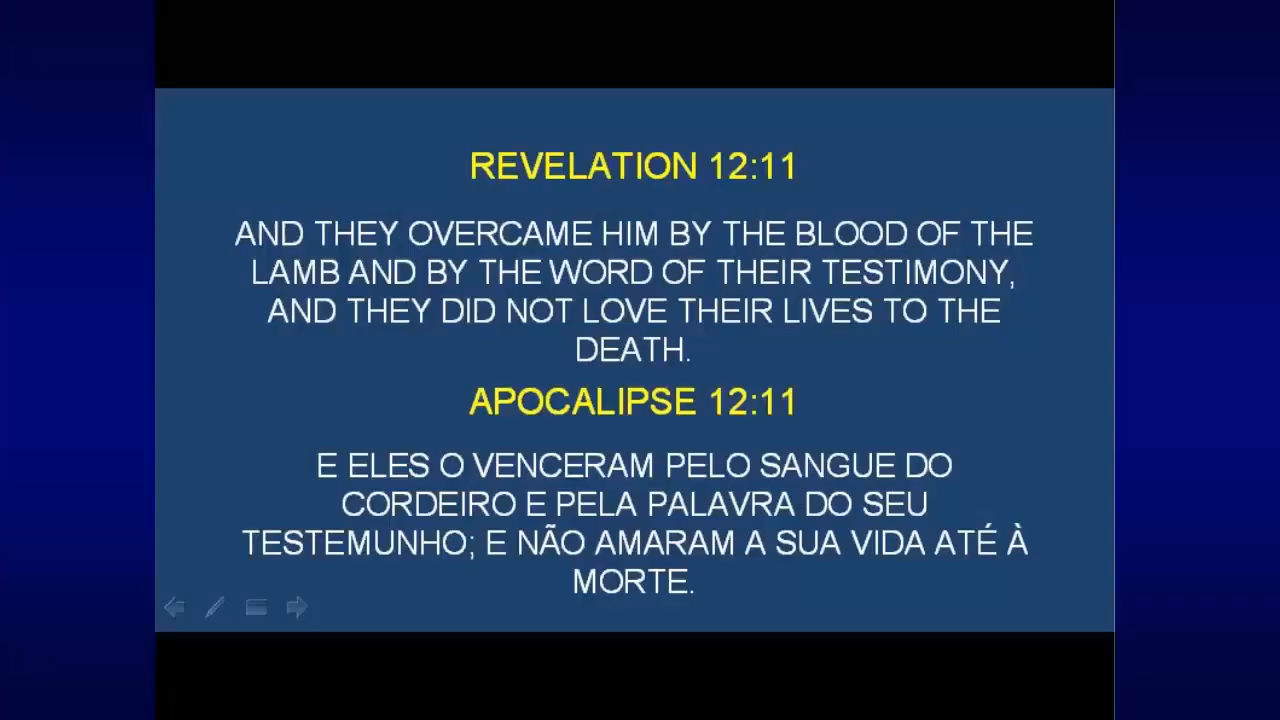 REVELATION 12:11
AND THEY OVERCAME HIM BY THE BLOOD OF THE
LAMB AND BY THE WORD OF THEIR TESTIMONY,
AND THEY DID NOT LOVE THEIR LIVES TO THE
DEATH.
APOCALIPSE 12:11
E ELES O VENCERAM PELO SANGUE DO
CORDEIRO E PELA PALAVRA DO SEU
TESTEMUNHO; E NÃO AMARAM A SUA VIDA ATÉ À
MORTE.